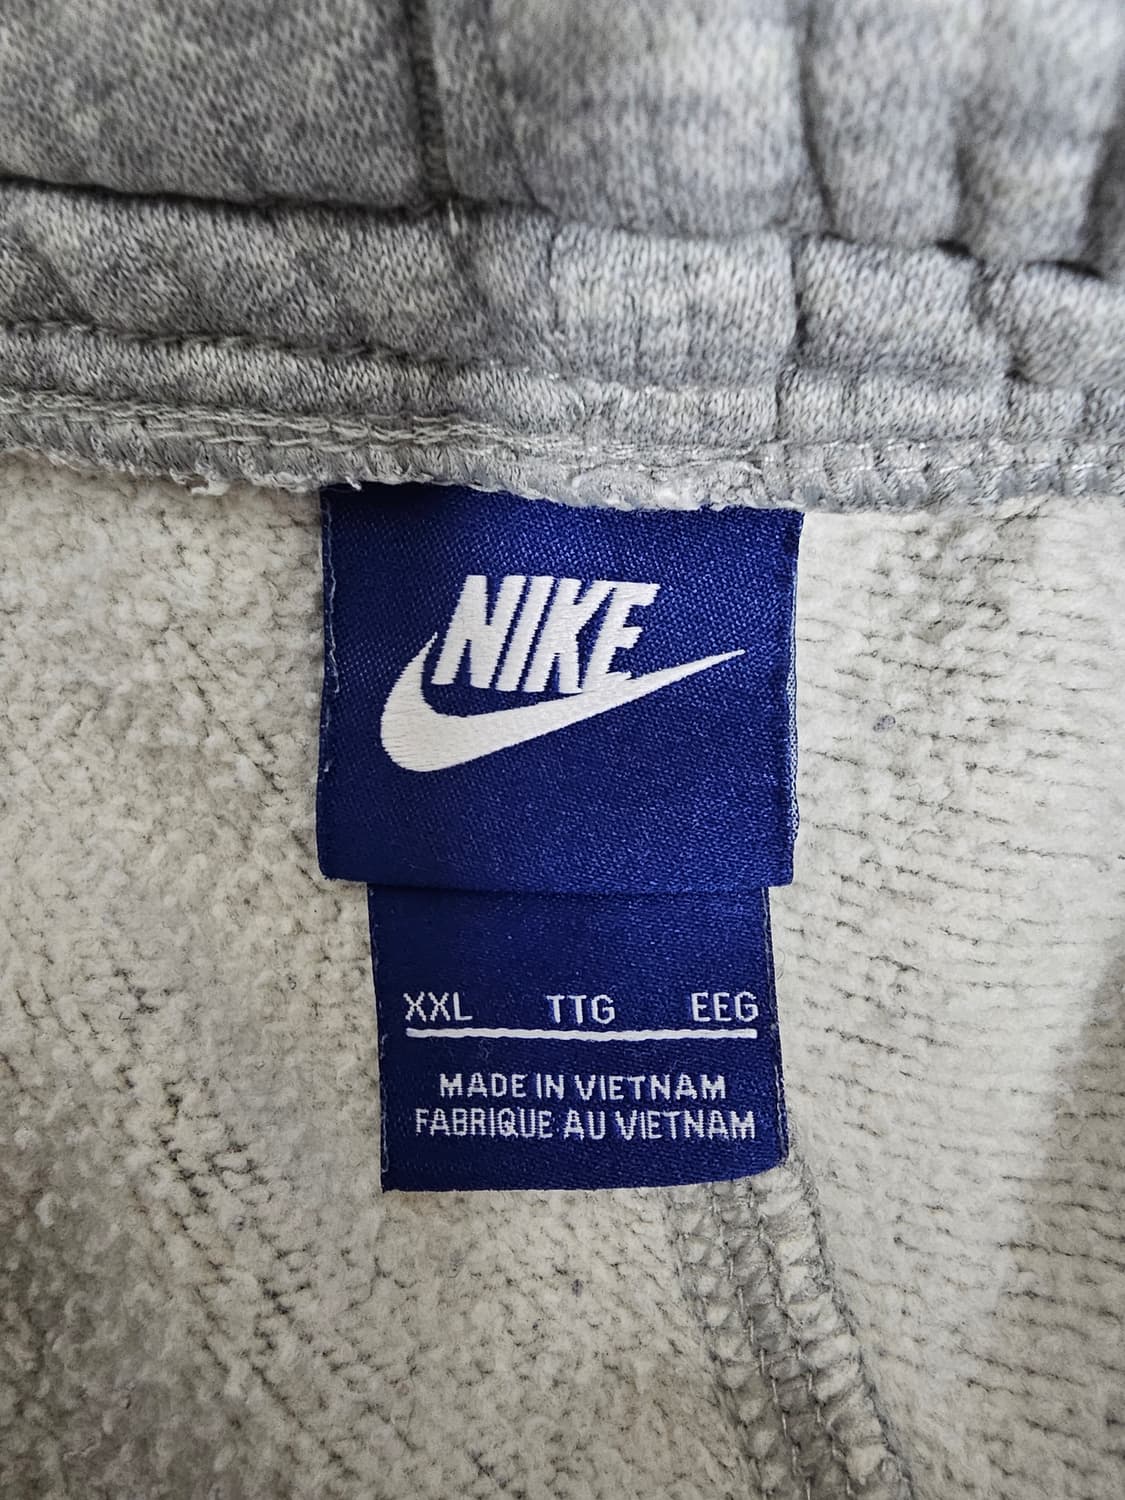 NIKE
XXL TTG EEG
MADE IN VIETNAM
FABRIQUE AU VIETNAM